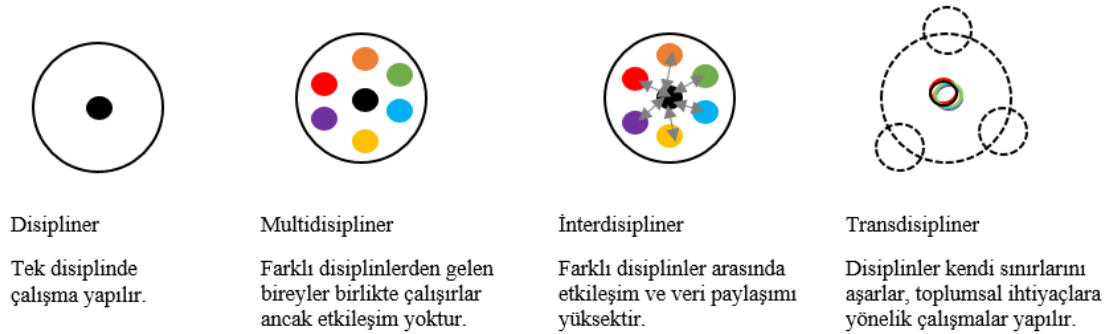 Disipliner
Tek disiplinde
çalışma yapılır.
Multidisipliner
Farklı disiplinlerden gelen
bireyler birlikte çalışırlar
ancak etkileşim yoktur.
İnterdisipliner
Farklı disiplinler arasında
etkileşim ve veri paylaşımı
yüksektir.
Transdisipliner
Disiplinler kendi sınırlarını
aşarlar, toplumsal ihtiyaçlara
yönelik çalışmalar yapılır.